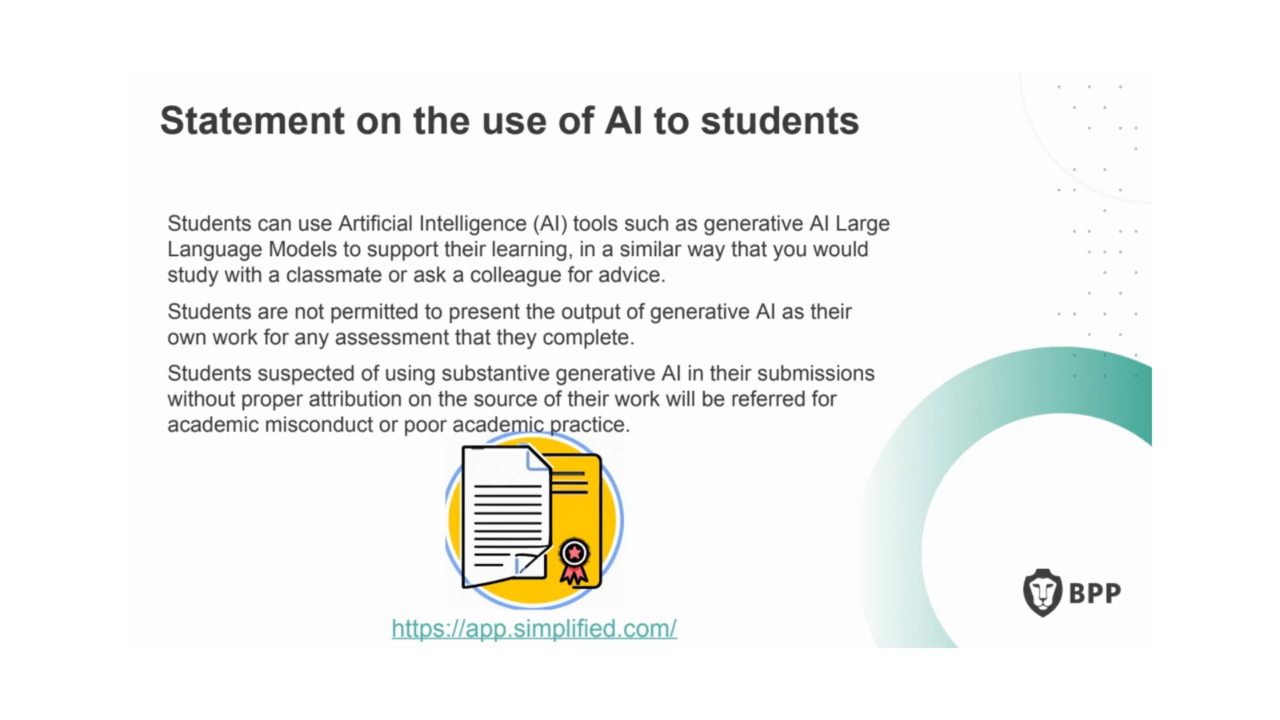 Statement on the use of AI to students
Students can use Artificial Intelligence (AI) tools such as generative AI Large
Language Models to support their learning, in a similar way that you would
study with a classmate or ask a colleague for advice.
Students are not permitted to present the output of generative AI as their
own work for any assessment that they complete.
Students suspected of using substantive generative AI in their submissions
without proper attribution on the source of their work will be referred for
academic misconduct or poor academic practice.
BPP
https://app.simplified.com/